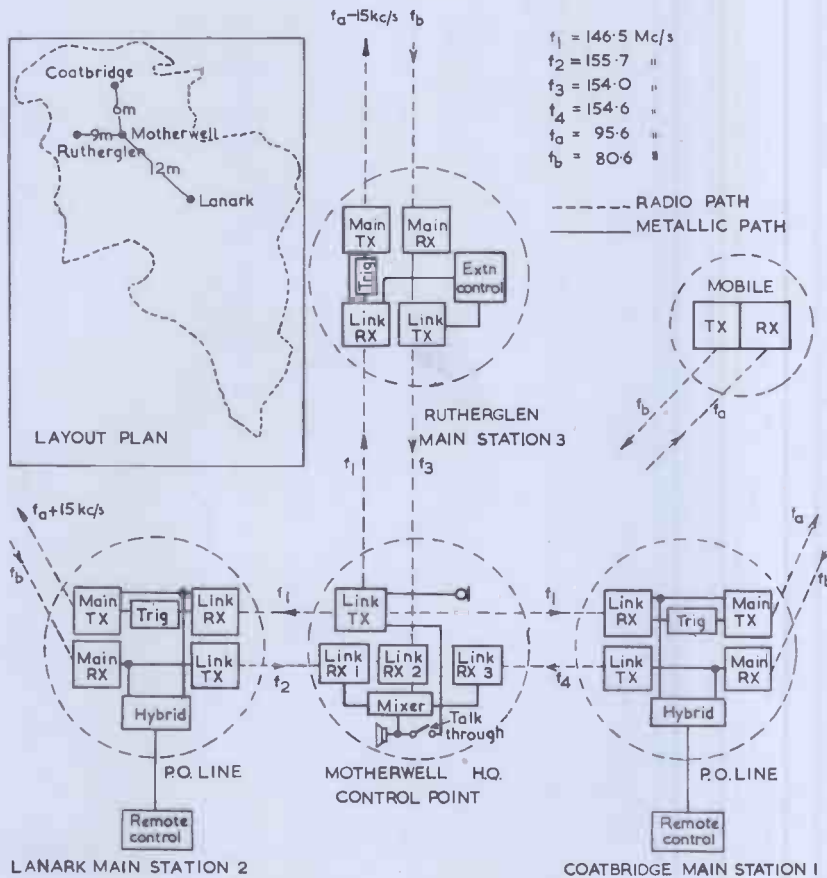 fa-15kc/s
fb
f1 = 146·5 Mc/s
f2 = 155·7 "
f3 = 154·0 "
f4 = 154·6 "
fa = 95·6 "
fb = 80·6 "
RADIO PATH
METALLIC PATH
Coatbridge
6m
9m
Motherwell
Rutherglen
12m
Lanark
LAYOUT PLAN
Main TX
Main RX
Trig
Extn control
Link RX
Link TX
RUTHERGLEN
MAIN STATION 3
MOBILE
TX
RX
fb
fa
f1
f3
fa+15kc/s
fb
Main TX
Trig
Link RX
Main RX
Link TX
Hybrid
P.O. LINE
Remote control
LANARK MAIN STATION 2
f1
f2
Link TX
Link RX 1
Link RX 2
Link RX 3
Mixer
Talk through
MOTHERWELL H.Q.
CONTROL POINT
f1
f4
fa
fb
Link RX
Trig
Main TX
Link TX
Main RX
Hybrid
P.O. LINE
Remote control
COATBRIDGE MAIN STATION 1